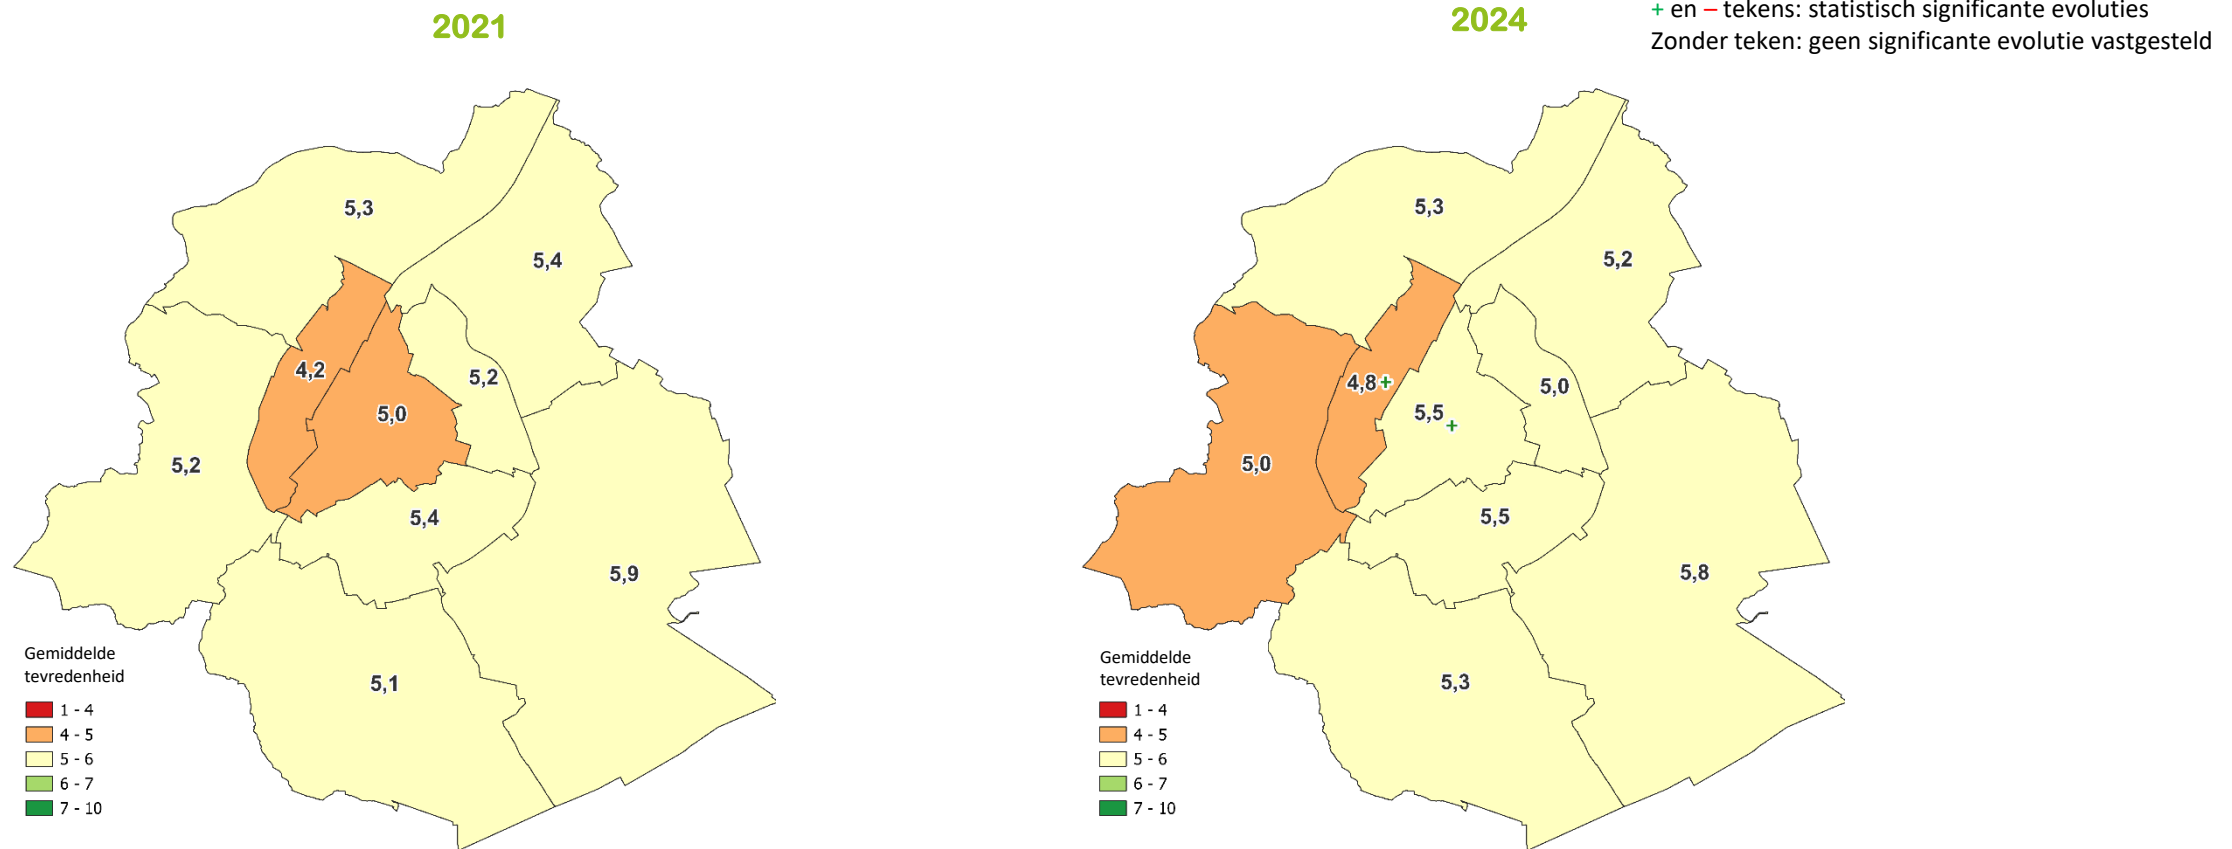 2021
5,3
5,4
4,2
5,2
5,0
5,2
5,4
5,9
5,1
Gemiddelde
tevredenheid
1 - 4
4 - 5
5 - 6
6 - 7
7 - 10
2024
+ en – tekens: statistisch significante evoluties
Zonder teken: geen significante evolutie vastgesteld
5,3
5,2
4,8 +
5,0
5,5 +
5,0
5,5
5,8
5,3
Gemiddelde
tevredenheid
1 - 4
4 - 5
5 - 6
6 - 7
7 - 10